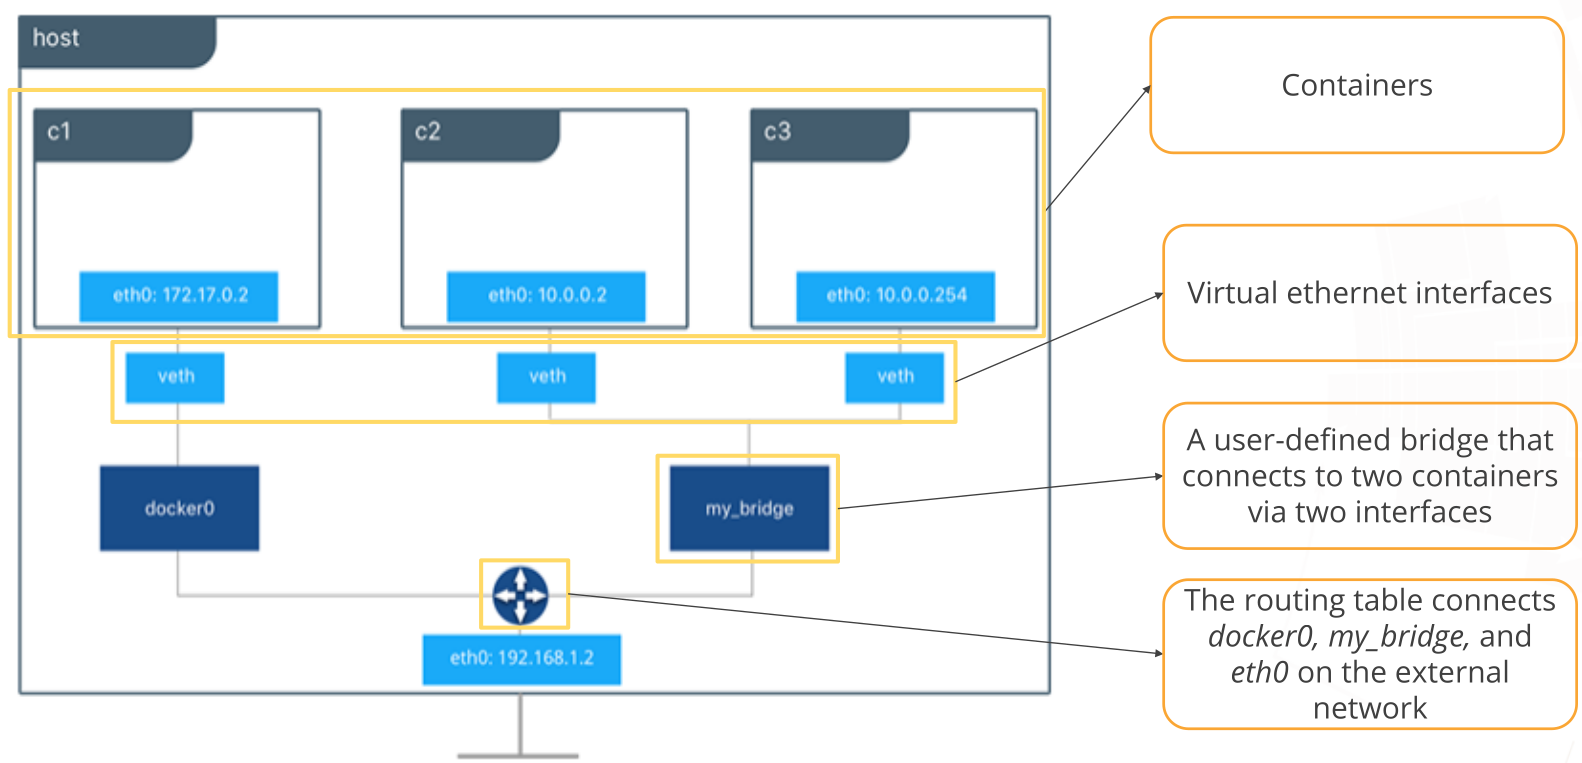 host
c1
c2
c3
eth0: 172.17.0.2
eth0: 10.0.0.2
eth0: 10.0.0.254
veth
veth
veth
docker0
my_bridge
eth0: 192.168.1.2
Containers
Virtual ethernet interfaces
A user-defined bridge that
connects to two containers
via two interfaces
The routing table connects
docker0, my_bridge, and
eth0 on the external
network